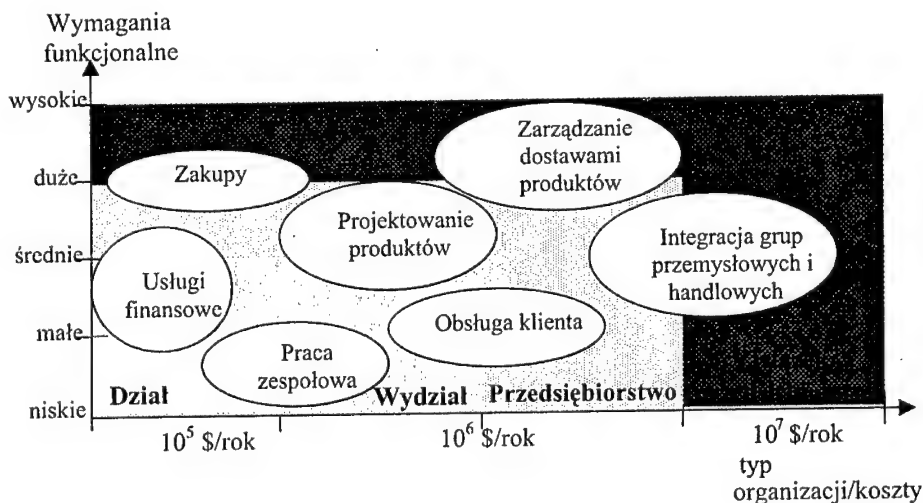 Wymagania
funkcjonalne
wysokie
duże
średnie
małe
niskie
Zakupy
Zarządzanie
dostawami
produktów
Projektowanie
produktów
Integracja grup
przemysłowych i
handlowych
Usługi
finansowe
Obsługa klienta
Praca
zespołowa
Dział
Wydział
Przedsiębiorstwo
10⁵ $/rok
10⁶ $/rok
10⁷ $/rok
typ
organizacji/koszty